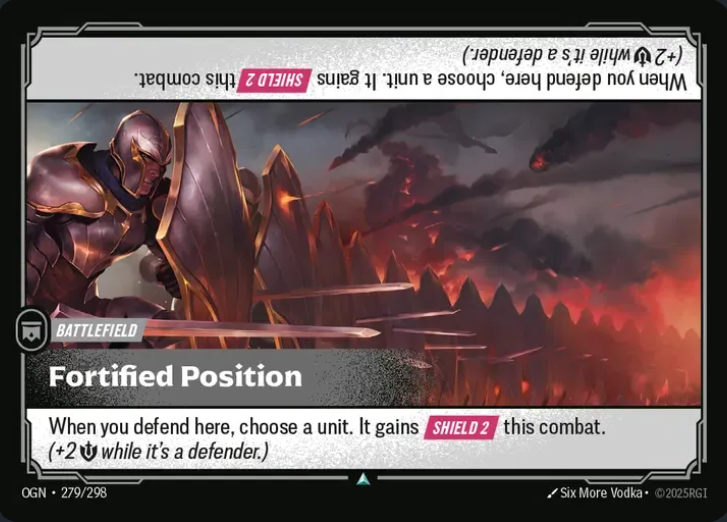 When you defend here, choose a unit. It gains SHIELD 2 this combat.
(+2 while it's a defender.)
BATTLEFIELD
Fortified Position
When you defend here, choose a unit. It gains SHIELD 2 this combat.
(+2 while it's a defender.)
OGN • 279/298
Six More Vodka • ©2025RGI